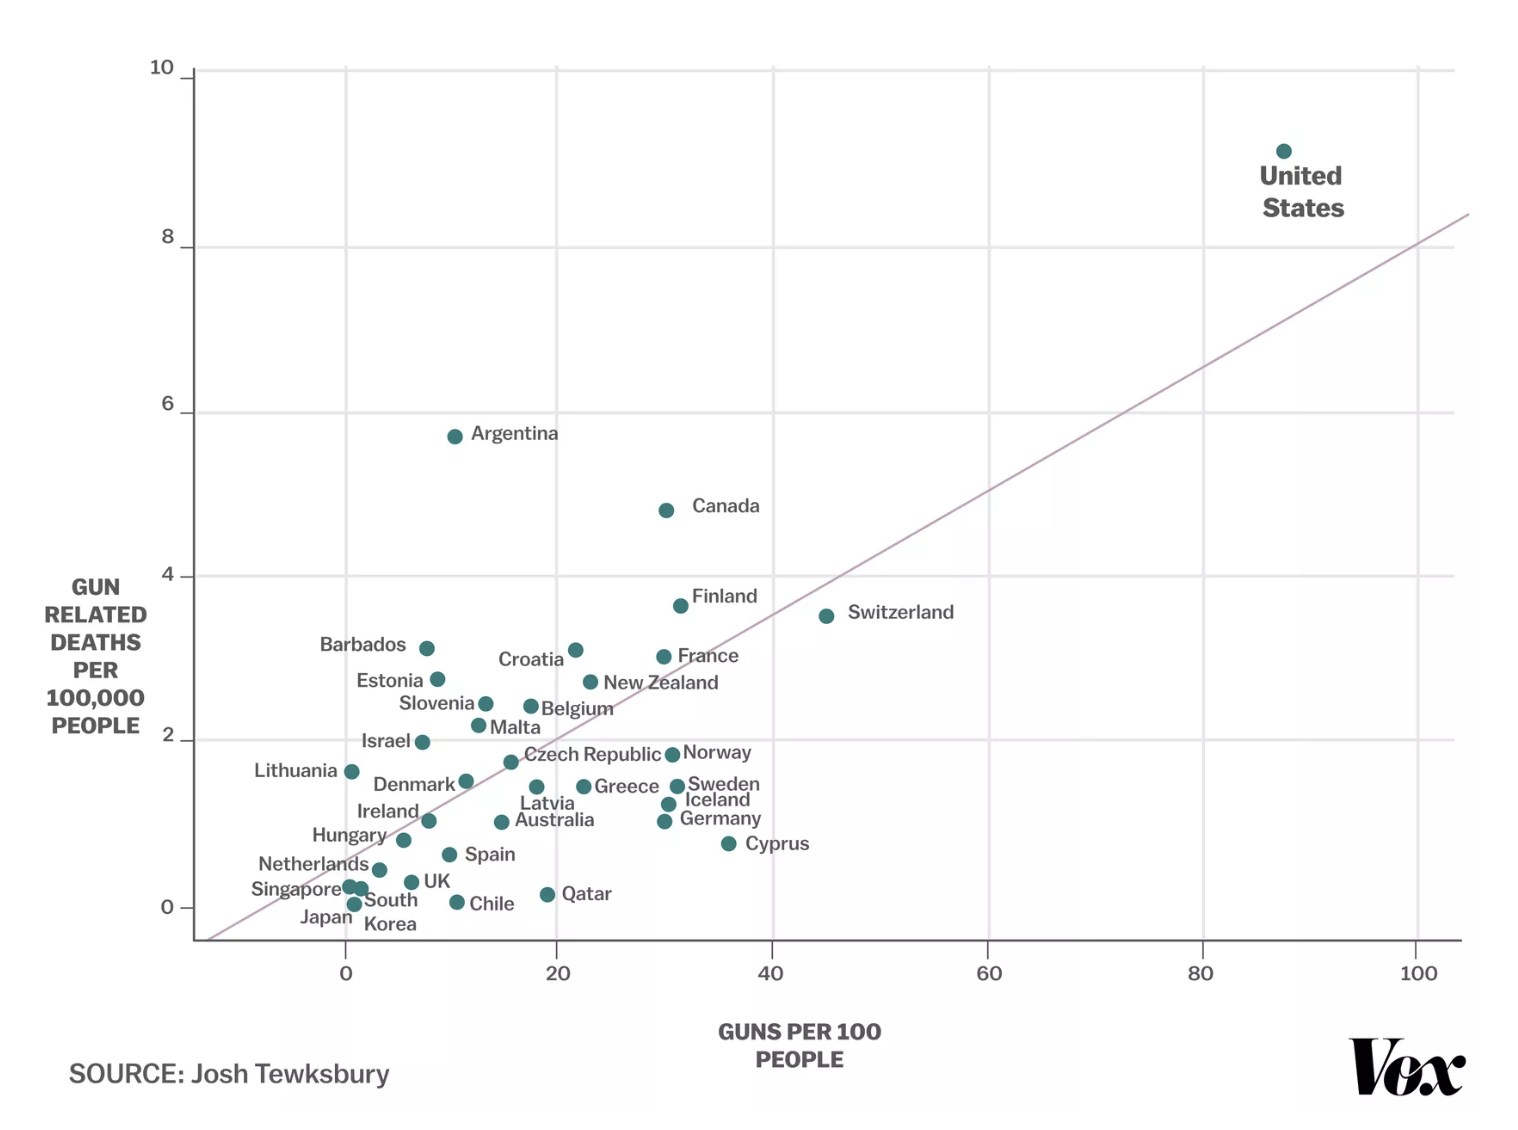 10
United
States
8
6
Argentina
Canada
4
GUN
RELATED
DEATHS
PER
100,000
PEOPLE
Finland
Switzerland
Barbados
Croatia
France
Estonia
New Zealand
Slovenia
Belgium
Malta
2
Israel
Czech Republic
Norway
Lithuania
Denmark
Greece
Sweden
Latvia
Iceland
Ireland
Australia
Germany
Hungary
Cyprus
Netherlands
Spain
Singapore
UK
South
Korea
Chile
Qatar
Japan
0
0
20
40
60
80
100
GUNS PER 100
PEOPLE
SOURCE: Josh Tewksbury
Vox